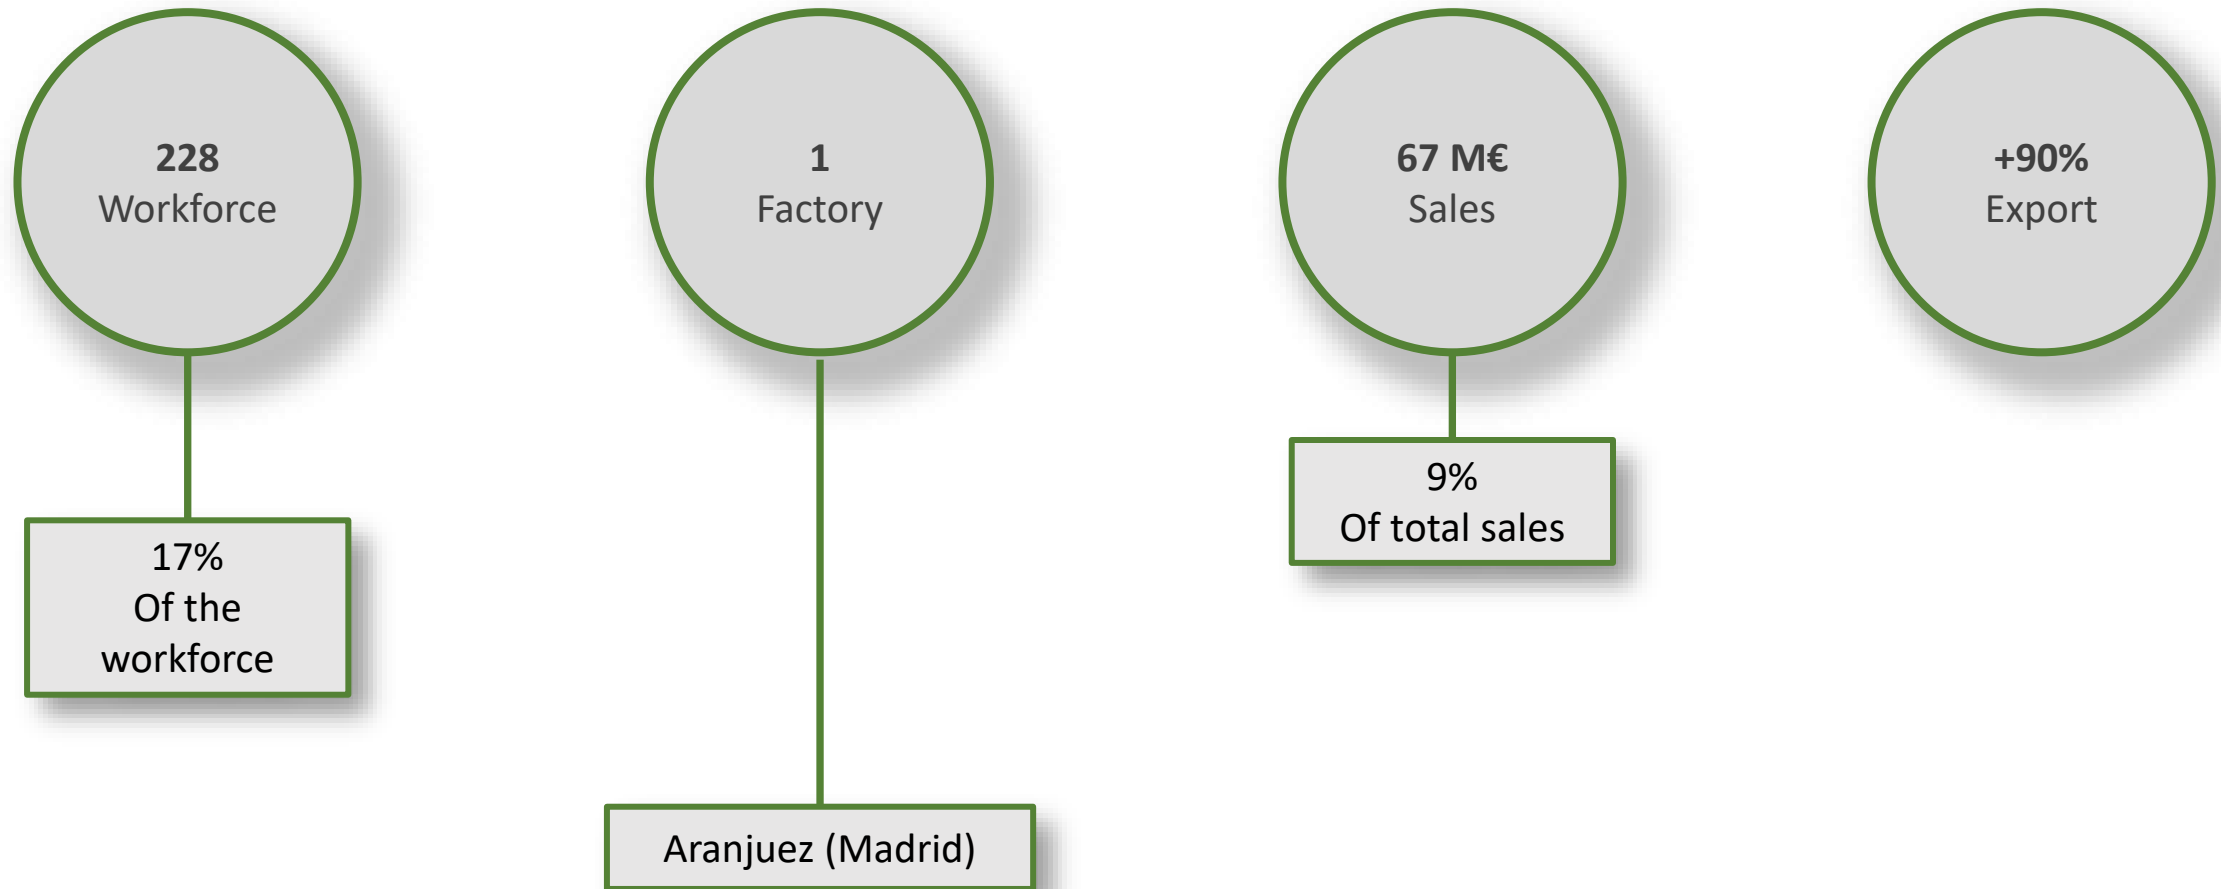 228
Workforce
1
Factory
67 M€
Sales
+90%
Export
17%
Of the
workforce
9%
Of total sales
Aranjuez (Madrid)